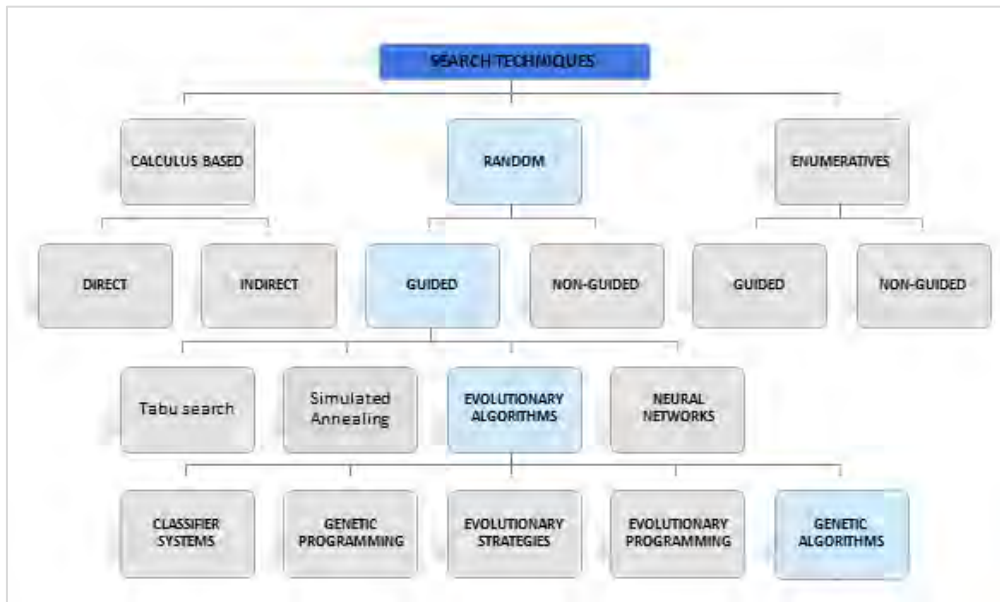 SEARCH TECHNIQUES
CALCULUS BASED
RANDOM
ENUMERATIVES
DIRECT
INDIRECT
GUIDED
NON-GUIDED
GUIDED
NON-GUIDED
Tabu search
Simulated
Annealing
EVOLUTIONARY
ALGORITHMS
NEURAL
NETWORKS
CLASSIFIER
SYSTEMS
GENETIC
PROGRAMMING
EVOLUTIONARY
STRATEGIES
EVOLUTIONARY
PROGRAMMING
GENETIC
ALGORITHMS